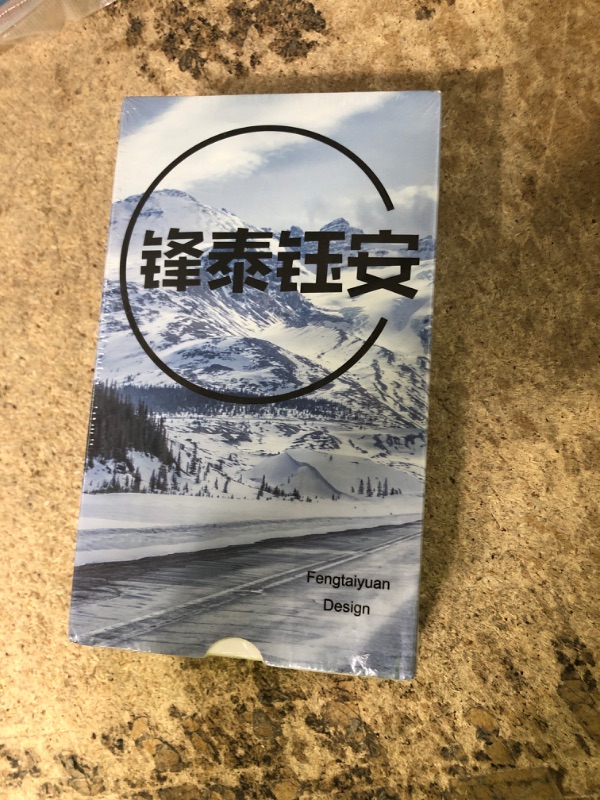 锋泰钰安
Fengtaiyuan
Design